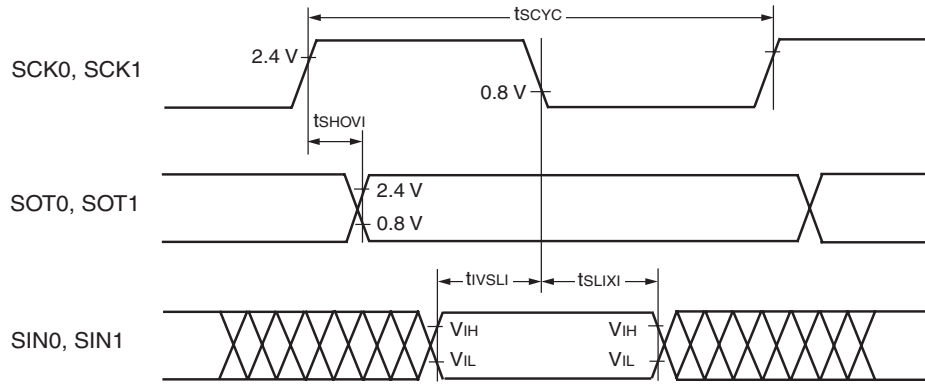 tSCYC
SCK0, SCK1
2.4 V
0.8 V
tSHOVI
SOT0, SOT1
2.4 V
0.8 V
tIVSLI
tSLIXI
SIN0, SIN1
VIH
VIH
VIL
VIL